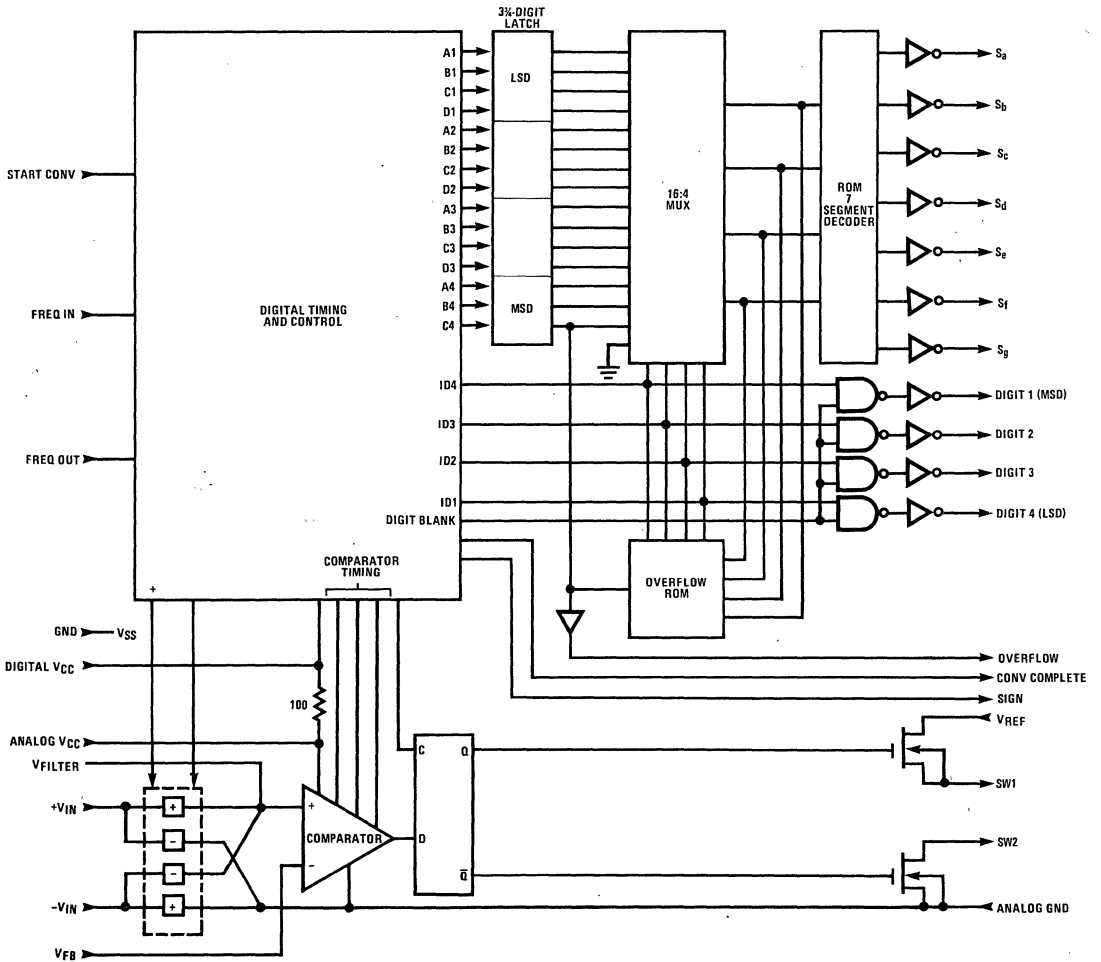 3¾-DIGIT
LATCH
A1
B1
C1
D1
A2
B2
C2
D2
A3
B3
C3
D3
A4
B4
C4
LSD
MSD
16:4
MUX
ROM
7
SEGMENT
DECODER
Sa
Sb
Sc
Sd
Se
Sf
Sg
START CONV
FREQ IN
FREQ OUT
DIGITAL TIMING
AND CONTROL
ID4
ID3
ID2
ID1
DIGIT BLANK
DIGIT 1 (MSD)
DIGIT 2
DIGIT 3
DIGIT 4 (LSD)
COMPARATOR
TIMING
OVERFLOW
ROM
+
GND
VSS
DIGITAL VCC
100
ANALOG VCC
VFILTER
+VIN
+
-
-
+
-VIN
VFB
+
COMPARATOR
-
C
Q
D
Q̅
OVERFLOW
CONV COMPLETE
SIGN
VREF
SW1
SW2
ANALOG GND